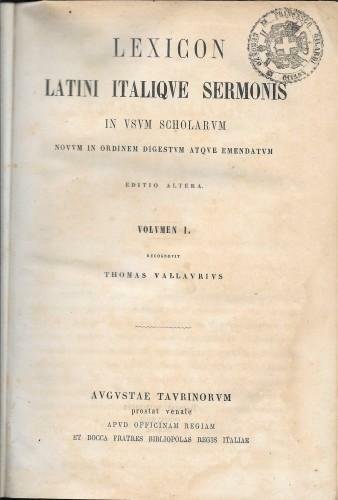 LEXICON
LATINI ITALIQVE SERMONIS
IN VSVM SCHOLARVM
NOVVM IN ORDINEM DIGESTVM ATQVE EMENDATVM
EDITIO ALTERA.
VOLVMEN I.
RECOGNOVIT
THOMAS VALLAVRIVS
AVGVSTAE TAVRINORVM
prostat venale
APVD OFFICINAM REGIAM
ET BOCCA FRATRES BIBLIOPOLAS REGIS ITALIAE